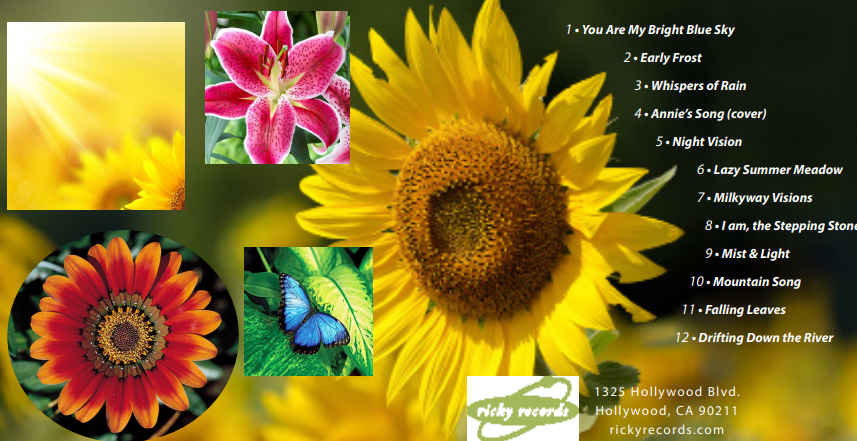 1 • You Are My Bright Blue Sky
2 • Early Frost
3 • Whispers of Rain
4 • Annie's Song (cover)
5 • Night Vision
6 • Lazy Summer Meadow
7 • Milkyway Visions
8 • I am, the Stepping Stone
9 • Mist & Light
10 • Mountain Song
11 • Falling Leaves
12 • Drifting Down the River
ricky records
1325 Hollywood Blvd.
Hollywood, CA 90211
rickyrecords.com